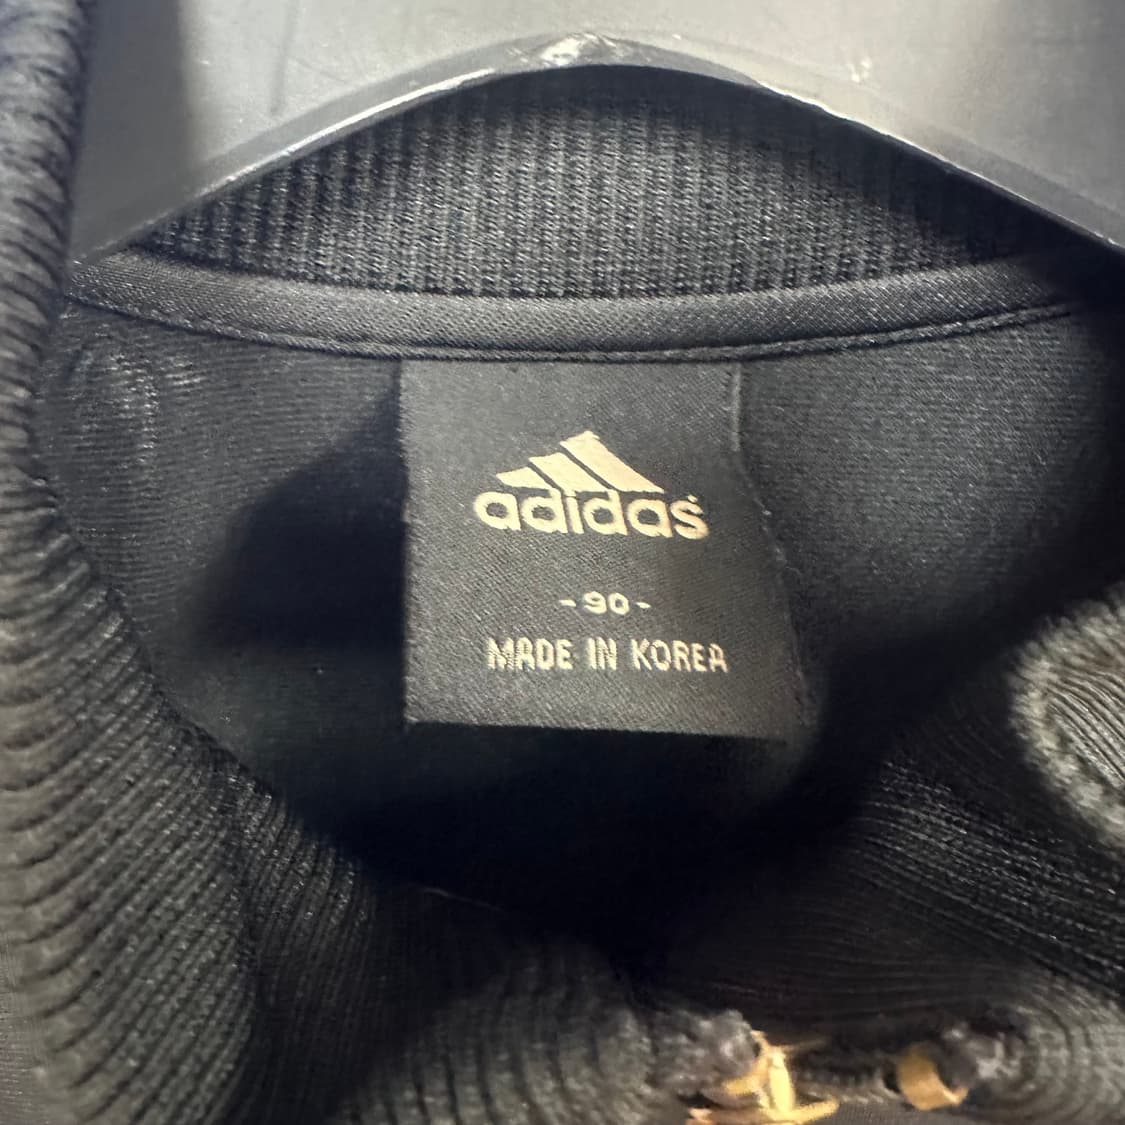 adidas
-90-
MADE IN KOREA